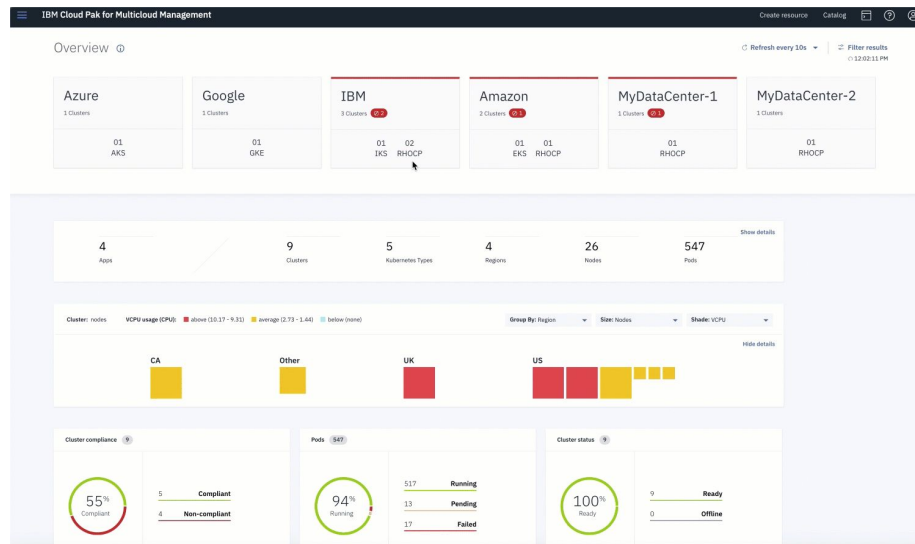 IBM Cloud Pak for Multicloud Management
Create resource Catalog
Overview
Refresh every 10s Filter results
12:02:11 PM
Azure
1 Clusters
01
AKS
Google
1 Clusters
01
GKE
IBM
3 Clusters 2
01 02
IKS RHOCP
Amazon
2 Clusters 1
01 01
EKS RHOCP
MyDataCenter-1
1 Clusters 1
01
RHOCP
MyDataCenter-2
1 Clusters
01
RHOCP
Show details
4 9 5 4 26 547
Apps Clusters Kubernetes Types Regions Nodes Pods
Cluster: nodes VCPU usage (CPU): above (10.17 - 9.31) average (2.73 - 1.44) below (none) Group By: Region Size: Nodes Shade: VCPU
Hide details
CA Other UK US
Cluster compliance 9
55%
Compliant
5 Compliant
4 Non-compliant
Pods 547
94%
Running
517 Running
13 Pending
17 Failed
Cluster status 9
100%
Ready
9 Ready
0 Offline